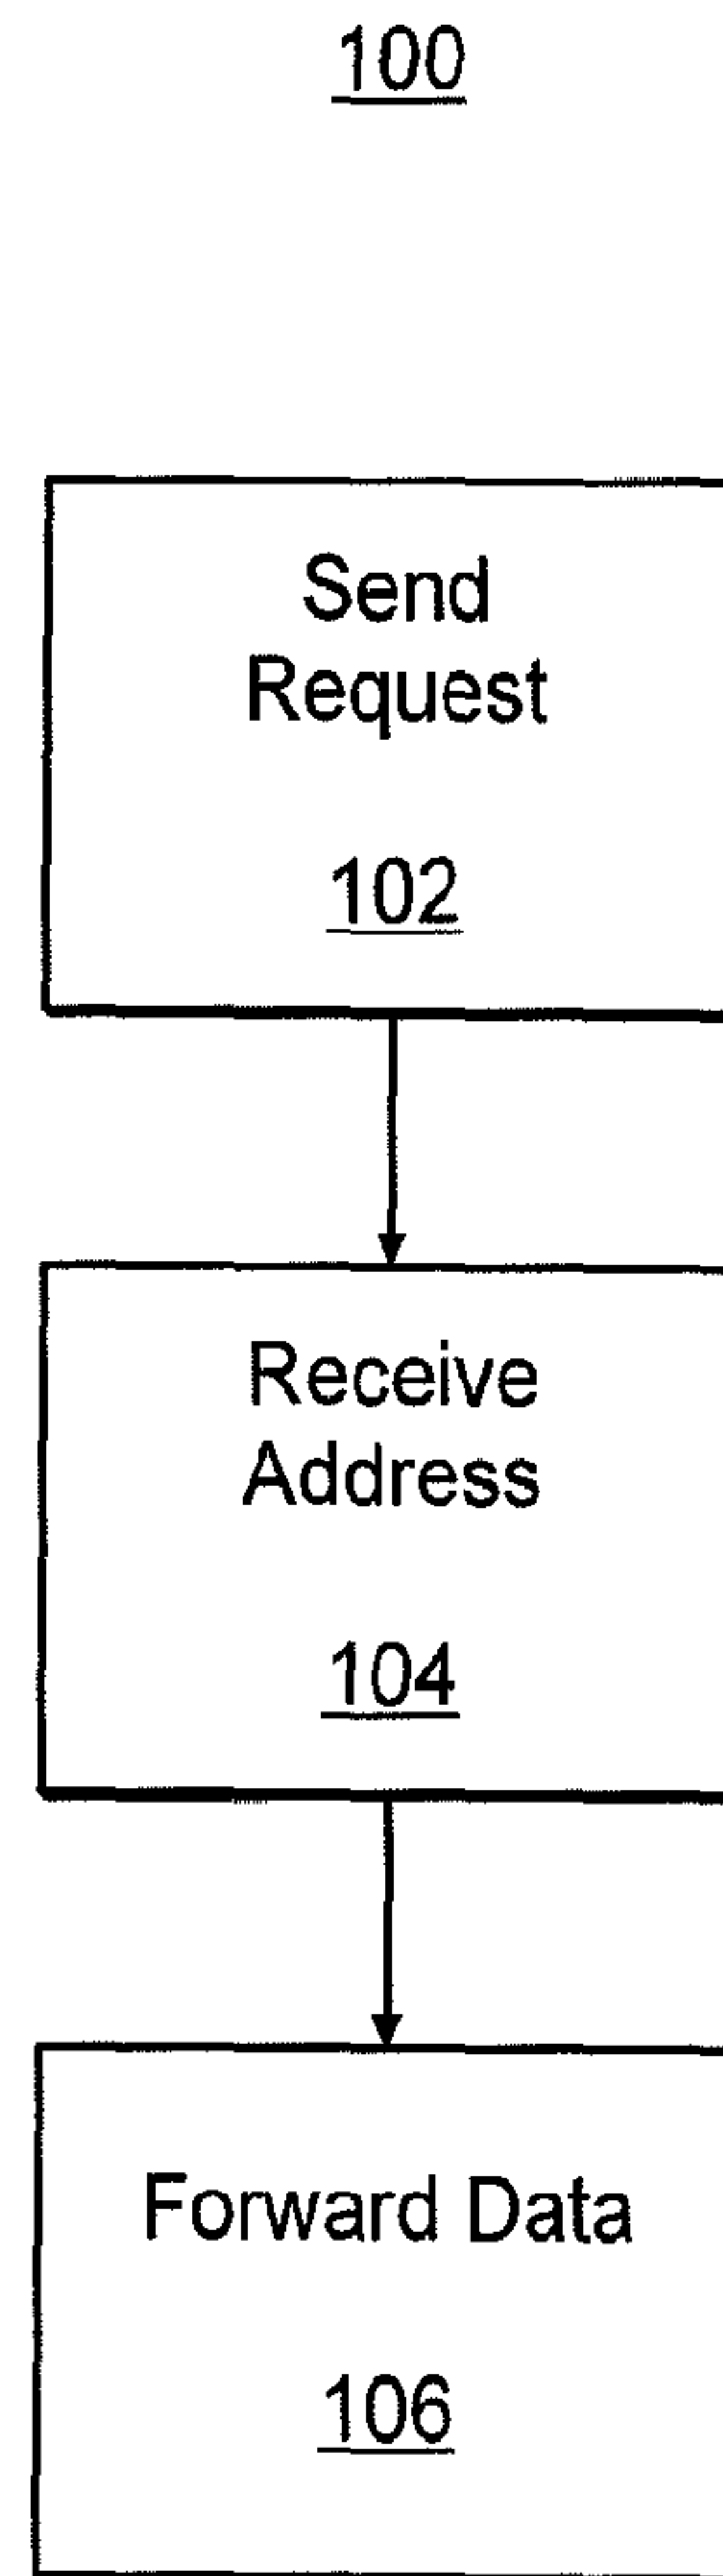 100
Send
Request
102
Receive
Address
104
Forward Data
106